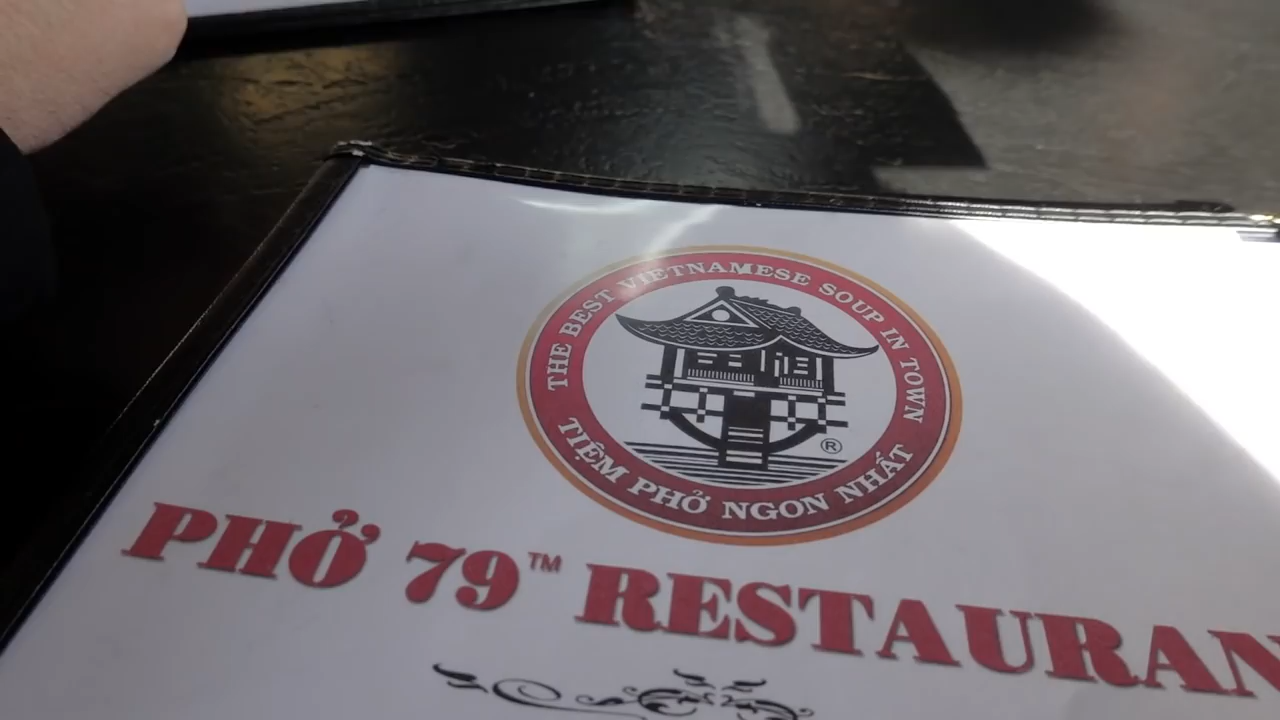 THE BEST VIETNAMESE SOUP IN TOWN
®
TIỆM PHỞ NGON NHẤT
PHỞ 79™ RESTAURAN